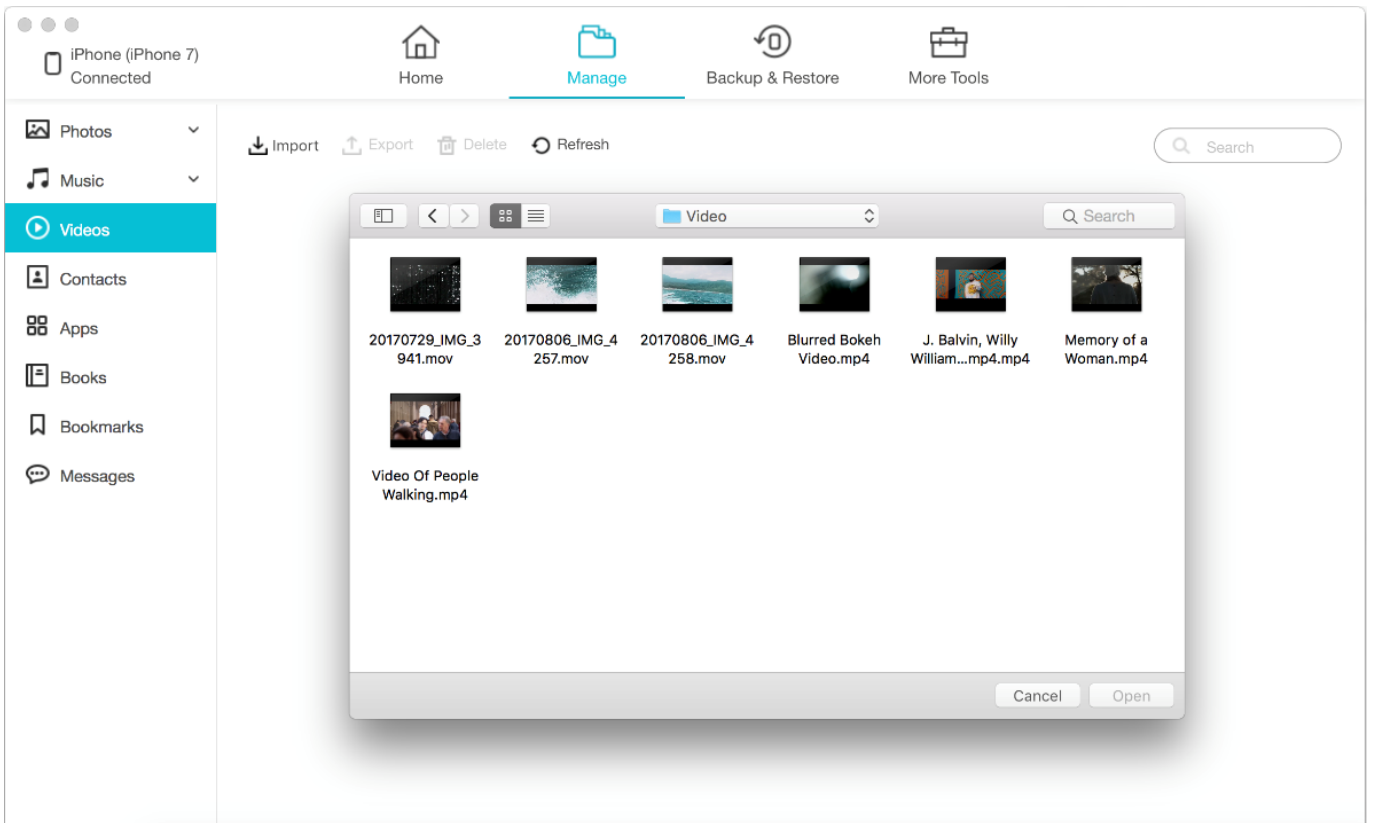 iPhone (iPhone 7)
Connected
Home
Manage
Backup & Restore
More Tools
Photos
Music
Videos
Contacts
Apps
Books
Bookmarks
Messages
Import
Export
Delete
Refresh
Search
Video
Search
20170729_IMG_3
941.mov
20170806_IMG_4
257.mov
20170806_IMG_4
258.mov
Blurred Bokeh
Video.mp4
J. Balvin, Willy
William...mp4.mp4
Memory of a
Woman.mp4
Video Of People
Walking.mp4
Cancel
Open